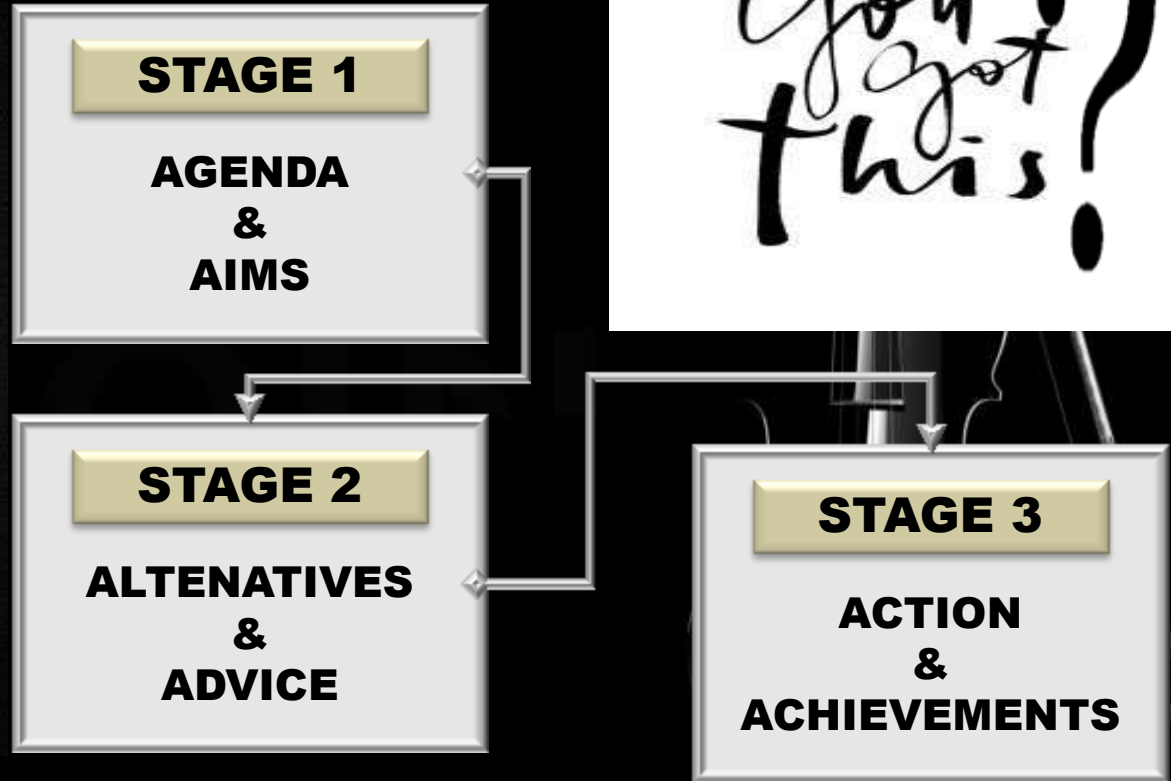 STAGE 1
AGENDA
&
AIMS
you
got
this!
STAGE 2
ALTENATIVES
&
ADVICE
STAGE 3
ACTION
&
ACHIEVEMENTS